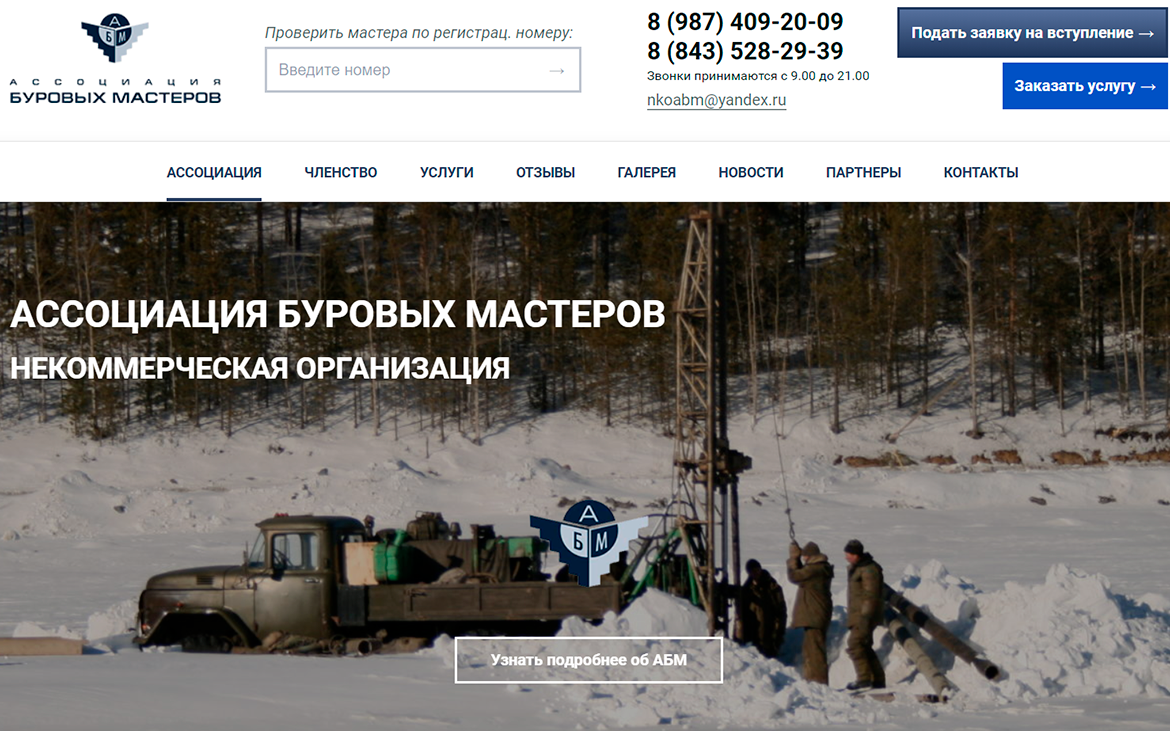 А
Б М
АССОЦИАЦИЯ
БУРОВЫХ МАСТЕРОВ
Проверить мастера по регистрац. номеру:
Введите номер →
8 (987) 409-20-09
8 (843) 528-29-39
Звонки принимаются с 9.00 до 21.00
nkoabm@yandex.ru
Подать заявку на вступление →
Заказать услугу →
АССОЦИАЦИЯ ЧЛЕНСТВО УСЛУГИ ОТЗЫВЫ ГАЛЕРЕЯ НОВОСТИ ПАРТНЕРЫ КОНТАКТЫ
АССОЦИАЦИЯ БУРОВЫХ МАСТЕРОВ
НЕКОММЕРЧЕСКАЯ ОРГАНИЗАЦИЯ
А
Б М
Узнать подробнее об АБМ